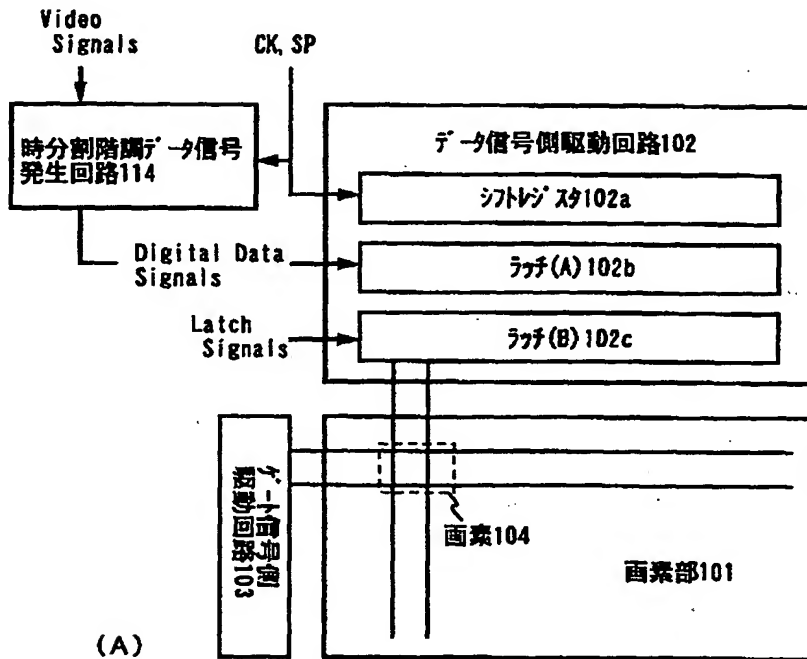 Video
Signals
CK, SP
時分割階調データ信号
発生回路114
データ信号側駆動回路102
シフトレジスタ102a
Digital Data
Signals
ラッチ(A)102b
Latch
Signals
ラッチ(B)102c
ゲート信号側
駆動回路103
画素104
画素部101
(A)